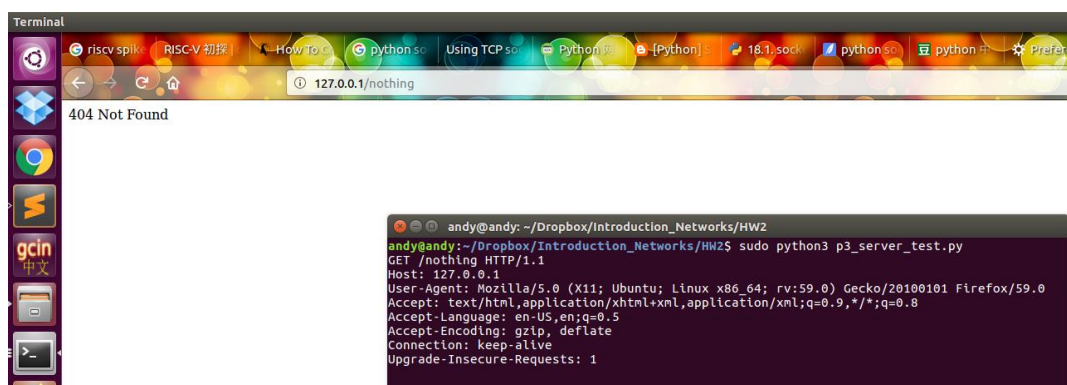 Terminal
riscv spike
RISC-V 初探
How To
python so
Using TCP so
Python
[Python] S
18.1. sock
python so
python 中
Prefer
127.0.0.1/nothing
404 Not Found
gcin
中文
andy@andy: ~/Dropbox/Introduction_Networks/HW2
andy@andy:~/Dropbox/Introduction_Networks/HW2$ sudo python3 p3_server_test.py
GET /nothing HTTP/1.1
Host: 127.0.0.1
User-Agent: Mozilla/5.0 (X11; Ubuntu; Linux x86_64; rv:59.0) Gecko/20100101 Firefox/59.0
Accept: text/html,application/xhtml+xml,application/xml;q=0.9,*/*;q=0.8
Accept-Language: en-US,en;q=0.5
Accept-Encoding: gzip, deflate
Connection: keep-alive
Upgrade-Insecure-Requests: 1